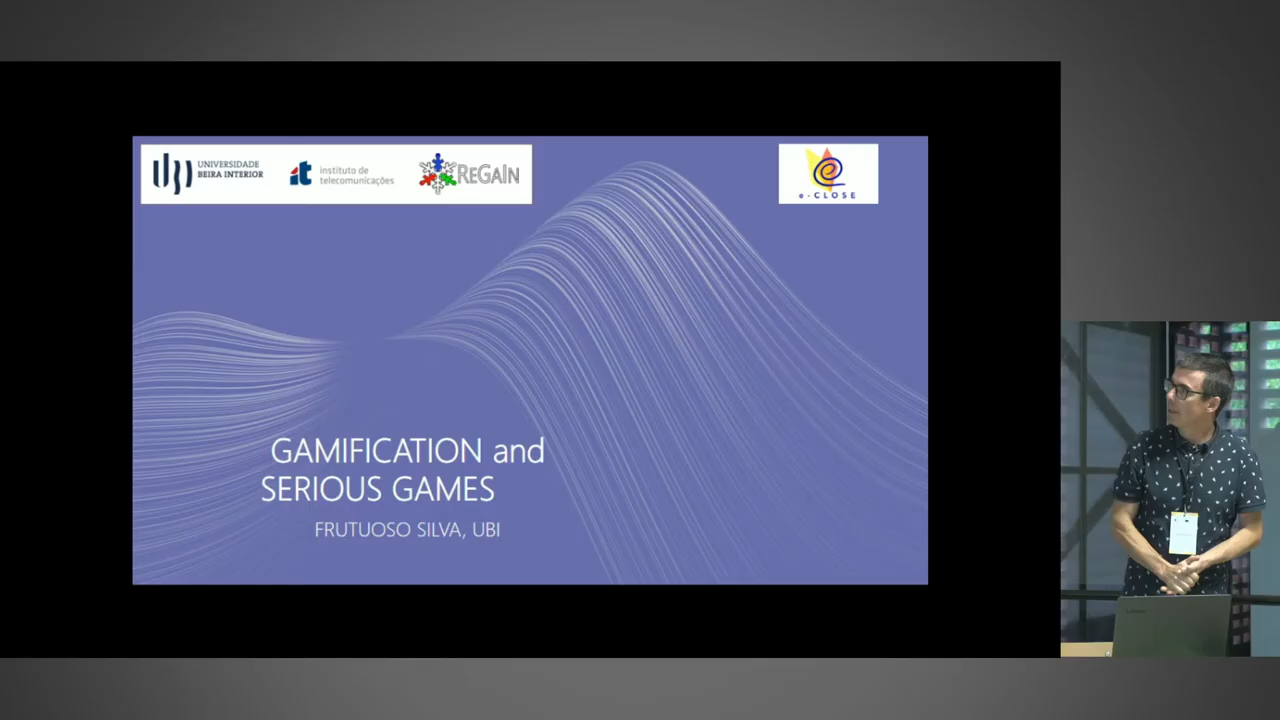 UNIVERSIDADE
BEIRA INTERIOR
instituto de
telecomunicações
ReGaIn
e-CLOSE
GAMIFICATION and
SERIOUS GAMES
FRUTUOSO SILVA, UBI